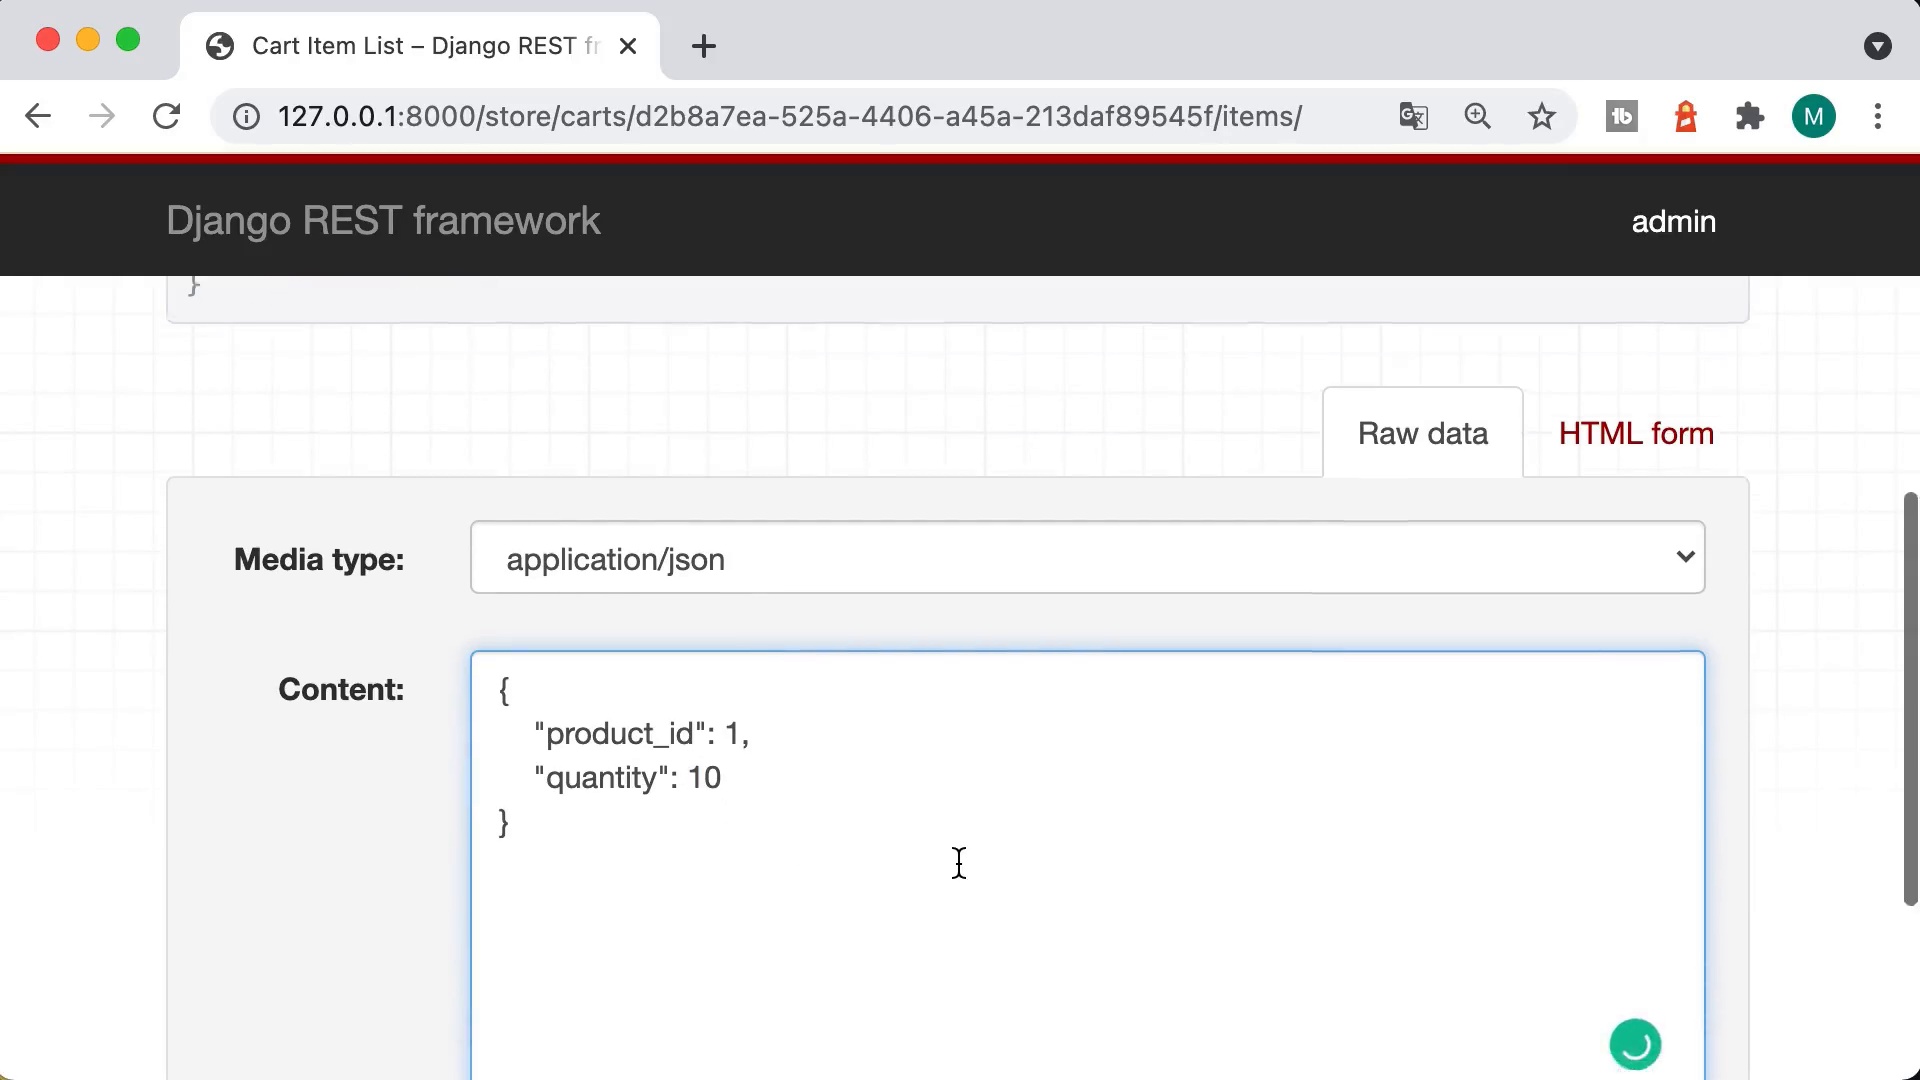 Cart Item List – Django REST fr
127.0.0.1:8000/store/carts/d2b8a7ea-525a-4406-a45a-213daf89545f/items/
M
Django REST framework
admin
}
Raw data
HTML form
Media type:
application/json
Content:
{
"product_id": 1,
"quantity": 10
}